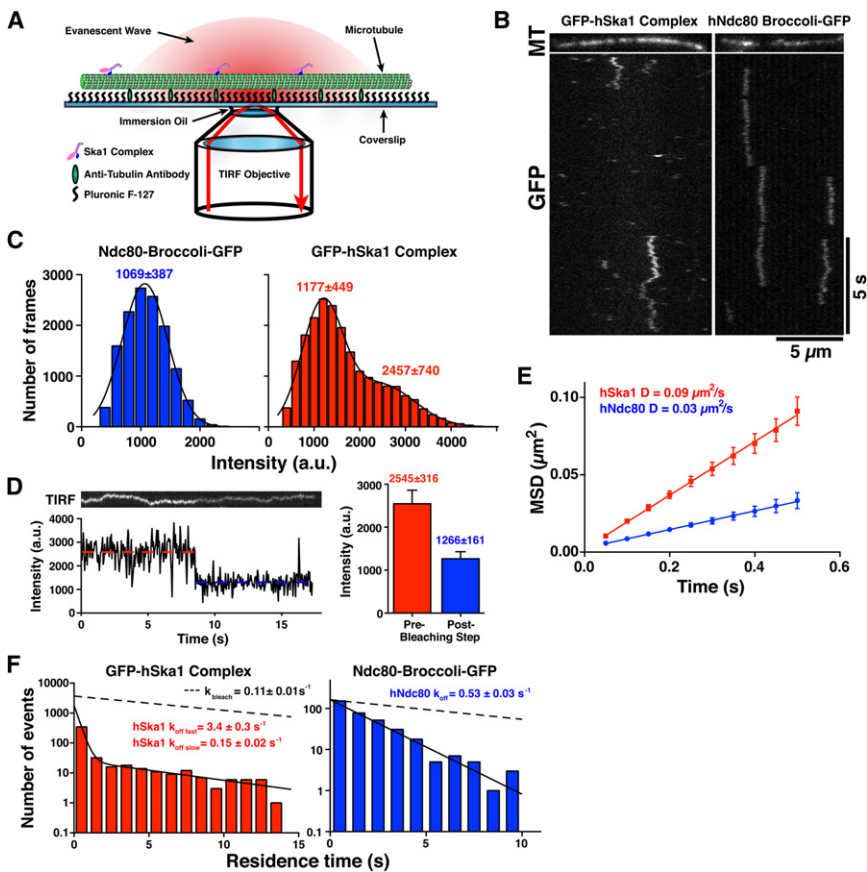 A
Evanescent Wave
Microtubule
Immersion Oil
Coverslip
Ska1 Complex
Anti-Tubulin Antibody
Pluronic F-127
TIRF Objective
B
GFP-hSka1 Complex
hNdc80 Broccoli-GFP
MT
GFP
5 s
5 µm
C
Ndc80-Broccoli-GFP
GFP-hSka1 Complex
1069±387
1177±449
2457±740
Number of frames
3000
2000
1000
0
1000
2000
1000
2000
3000
4000
Intensity (a.u.)
D
TIRF
Intensity (a.u.)
4000
3000
2000
1000
0
0
5
10
15
Time (s)
Intensity (a.u.)
3000
2000
1000
0
2545±316
1266±161
Pre-
Post-
Bleaching Step
E
hSka1 D = 0.09 µm²/s
hNdc80 D = 0.03 µm²/s
MSD (µm²)
0.10
0.05
0.00
0.0
0.2
0.4
0.6
Time (s)
F
GFP-hSka1 Complex
Ndc80-Broccoli-GFP
k bleach = 0.11± 0.01s⁻¹
hSka1 k off fast = 3.4 ± 0.3 s⁻¹
hSka1 k off slow = 0.15 ± 0.02 s⁻¹
hNdc80 k off = 0.53 ± 0.03 s⁻¹
Number of events
10000
1000
100
10
1
0.1
0
5
10
15
100
10
1
0.1
0
5
10
Residence time (s)